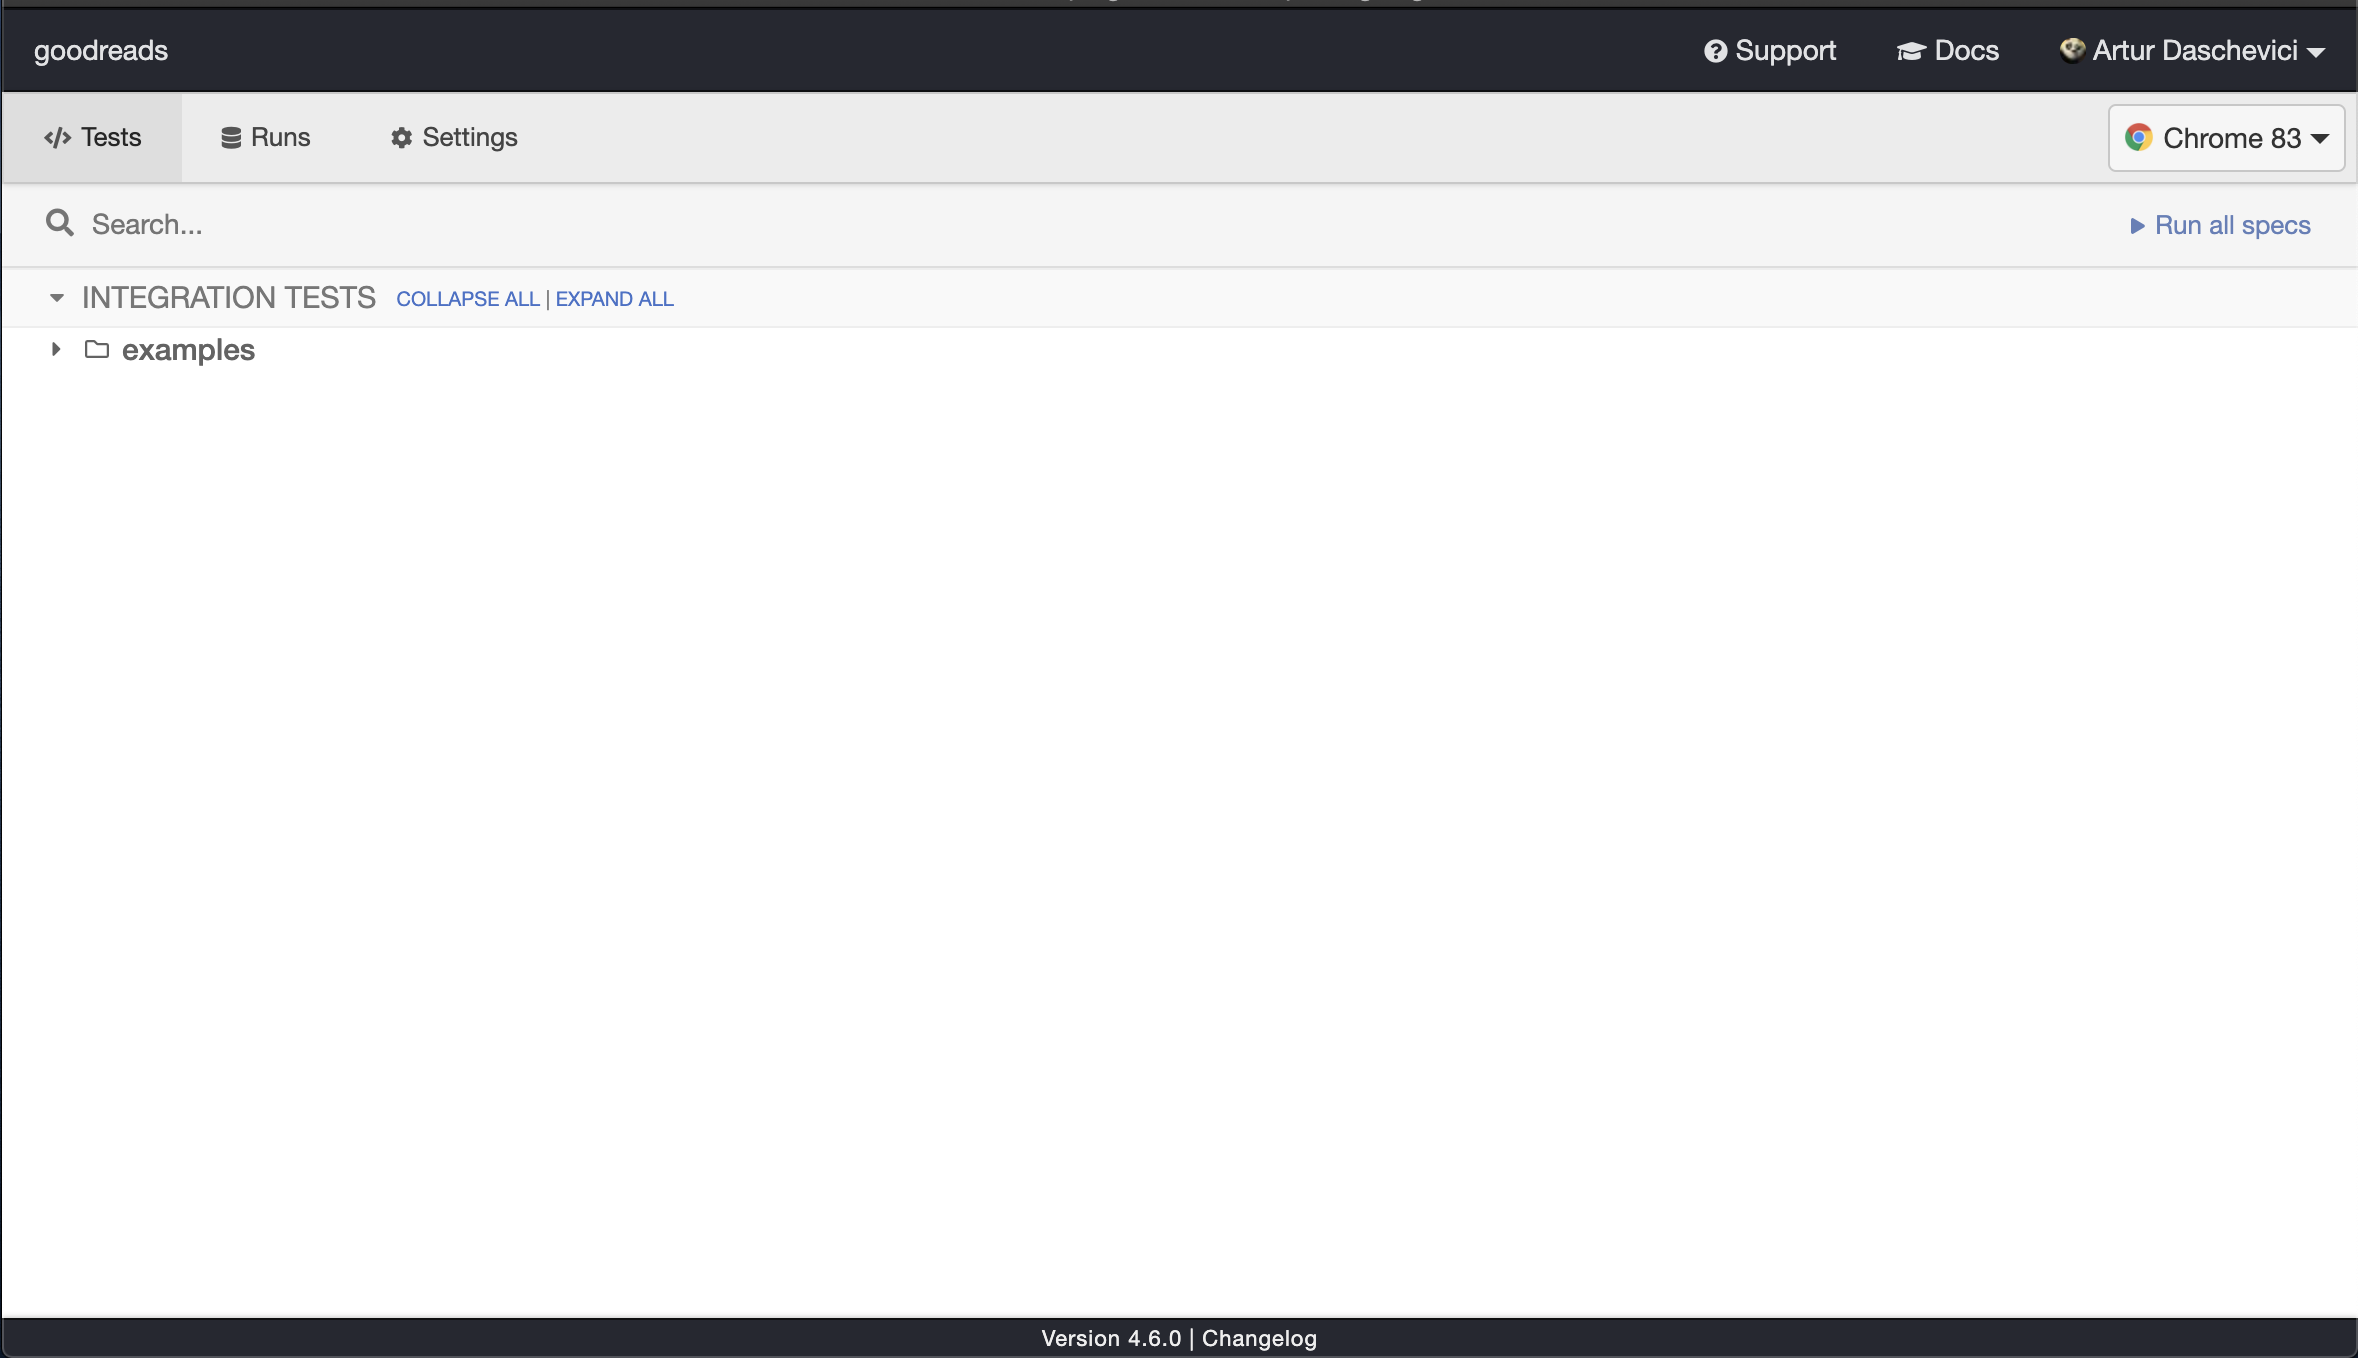 goodreads
Support
Docs
Artur Daschevici
Tests
Runs
Settings
Chrome 83
Search...
Run all specs
INTEGRATION TESTS
COLLAPSE ALL | EXPAND ALL
examples
Version 4.6.0 | Changelog